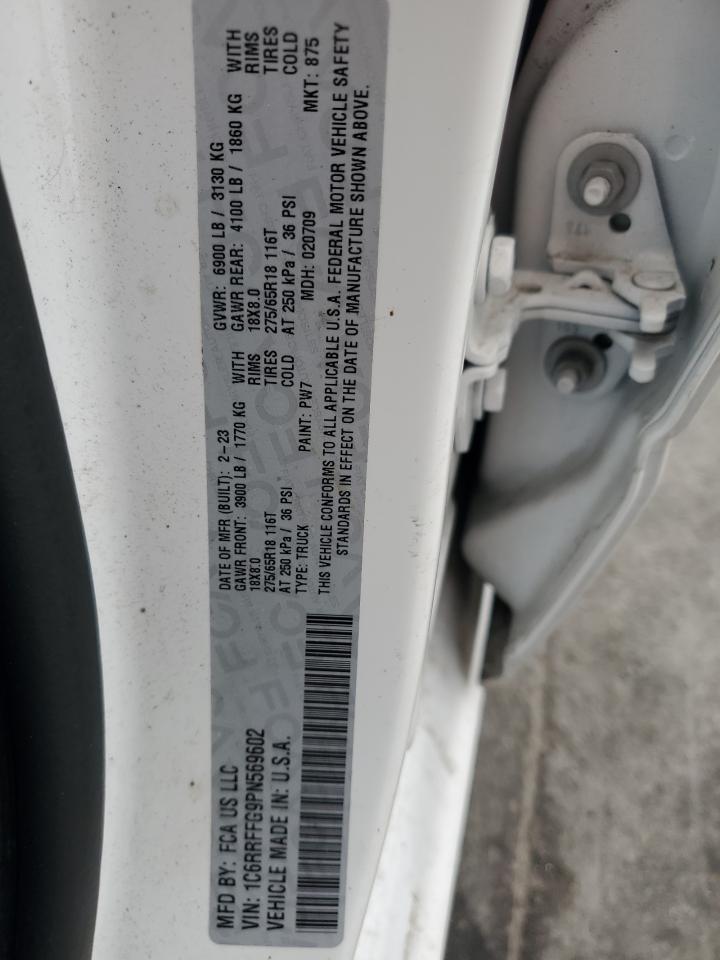 MFD BY: FCA US LLC
DATE OF MFR (BUILT): 2-23
GVWR: 6900 LB / 3130 KG
GAWR FRONT: 3900 LB / 1770 KG WITH
GAWR REAR: 4100 LB / 1860 KG WITH
18X8.0 RIMS
18X8.0 RIMS
275/65R18 116T TIRES
275/65R18 116T TIRES
AT 250 kPa / 36 PSI COLD
AT 250 kPa / 36 PSI COLD
VIN: 1C6RRFFG9PN569602
TYPE: TRUCK
PAINT: PW7
MDH: 020709
MKT: 875
VEHICLE MADE IN: U.S.A.
THIS VEHICLE CONFORMS TO ALL APPLICABLE U.S.A. FEDERAL MOTOR VEHICLE SAFETY
STANDARDS IN EFFECT ON THE DATE OF MANUFACTURE SHOWN ABOVE.